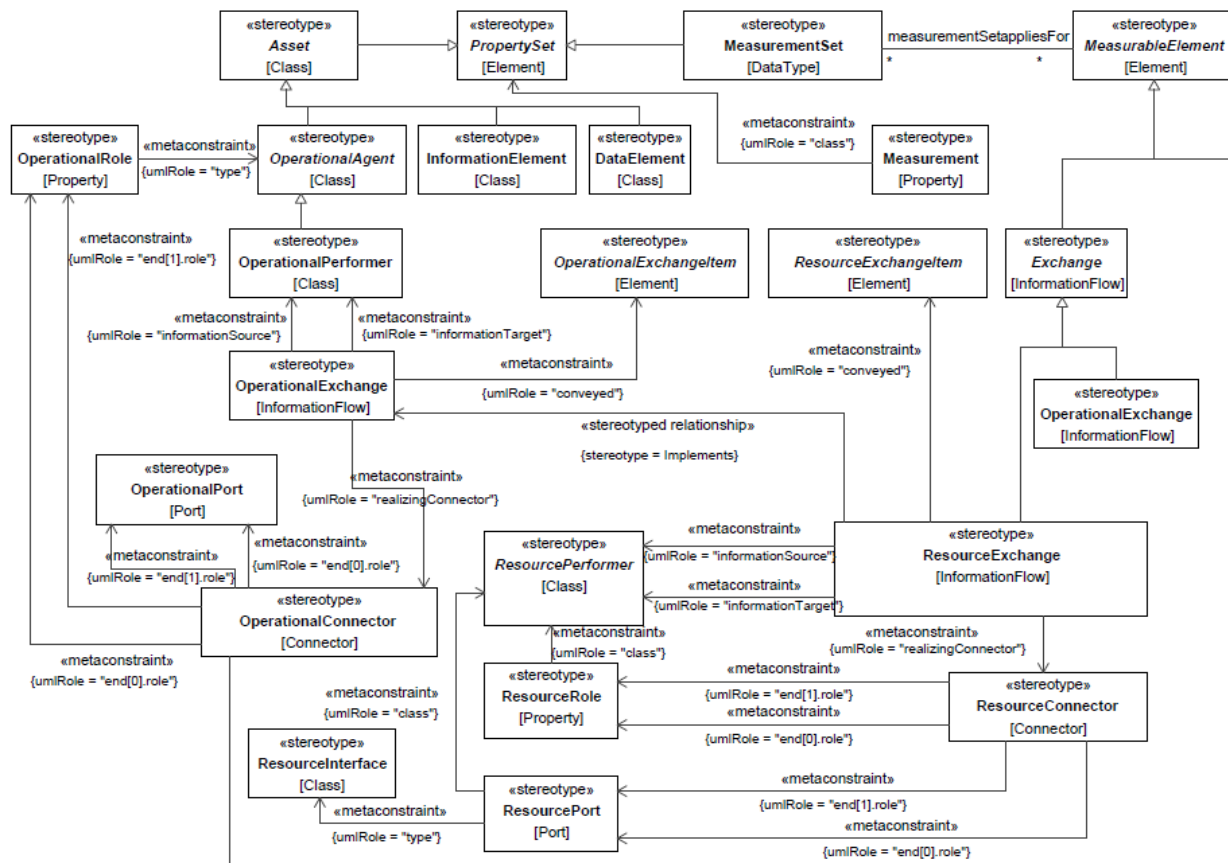 «stereotype»
Asset
[Class]
«stereotype»
PropertySet
[Element]
«stereotype»
MeasurementSet
[DataType]
measurementSetappliesFor
*
*
«stereotype»
MeasurableElement
[Element]
«stereotype»
OperationalRole
[Property]
«metaconstraint»
{umlRole = "type"}
«stereotype»
OperationalAgent
[Class]
«stereotype»
InformationElement
[Class]
«stereotype»
DataElement
[Class]
«metaconstraint»
{umlRole = "class"}
«stereotype»
Measurement
[Property]
«metaconstraint»
{umlRole = "end[1].role"}
«stereotype»
OperationalPerformer
[Class]
«stereotype»
OperationalExchangeItem
[Element]
«stereotype»
ResourceExchangeItem
[Element]
«stereotype»
Exchange
[InformationFlow]
«metaconstraint»
{umlRole = "informationSource"}
«metaconstraint»
{umlRole = "informationTarget"}
«stereotype»
OperationalExchange
[InformationFlow]
«metaconstraint»
{umlRole = "conveyed"}
«metaconstraint»
{umlRole = "conveyed"}
«stereotype»
OperationalExchange
[InformationFlow]
«stereotyped relationship»
{stereotype = Implements}
«stereotype»
OperationalPort
[Port]
«metaconstraint»
{umlRole = "realizingConnector"}
«metaconstraint»
{umlRole = "end[1].role"}
«metaconstraint»
{umlRole = "end[0].role"}
«stereotype»
ResourcePerformer
[Class]
«metaconstraint»
{umlRole = "informationSource"}
«metaconstraint»
{umlRole = "informationTarget"}
«stereotype»
ResourceExchange
[InformationFlow]
«stereotype»
OperationalConnector
[Connector]
«metaconstraint»
{umlRole = "end[0].role"}
«metaconstraint»
{umlRole = "class"}
«metaconstraint»
{umlRole = "realizingConnector"}
«metaconstraint»
{umlRole = "class"}
«stereotype»
ResourceRole
[Property]
«metaconstraint»
{umlRole = "end[1].role"}
«metaconstraint»
{umlRole = "end[0].role"}
«stereotype»
ResourceConnector
[Connector]
«stereotype»
ResourceInterface
[Class]
«metaconstraint»
{umlRole = "type"}
«stereotype»
ResourcePort
[Port]
«metaconstraint»
{umlRole = "end[1].role"}
«metaconstraint»
{umlRole = "end[0].role"}